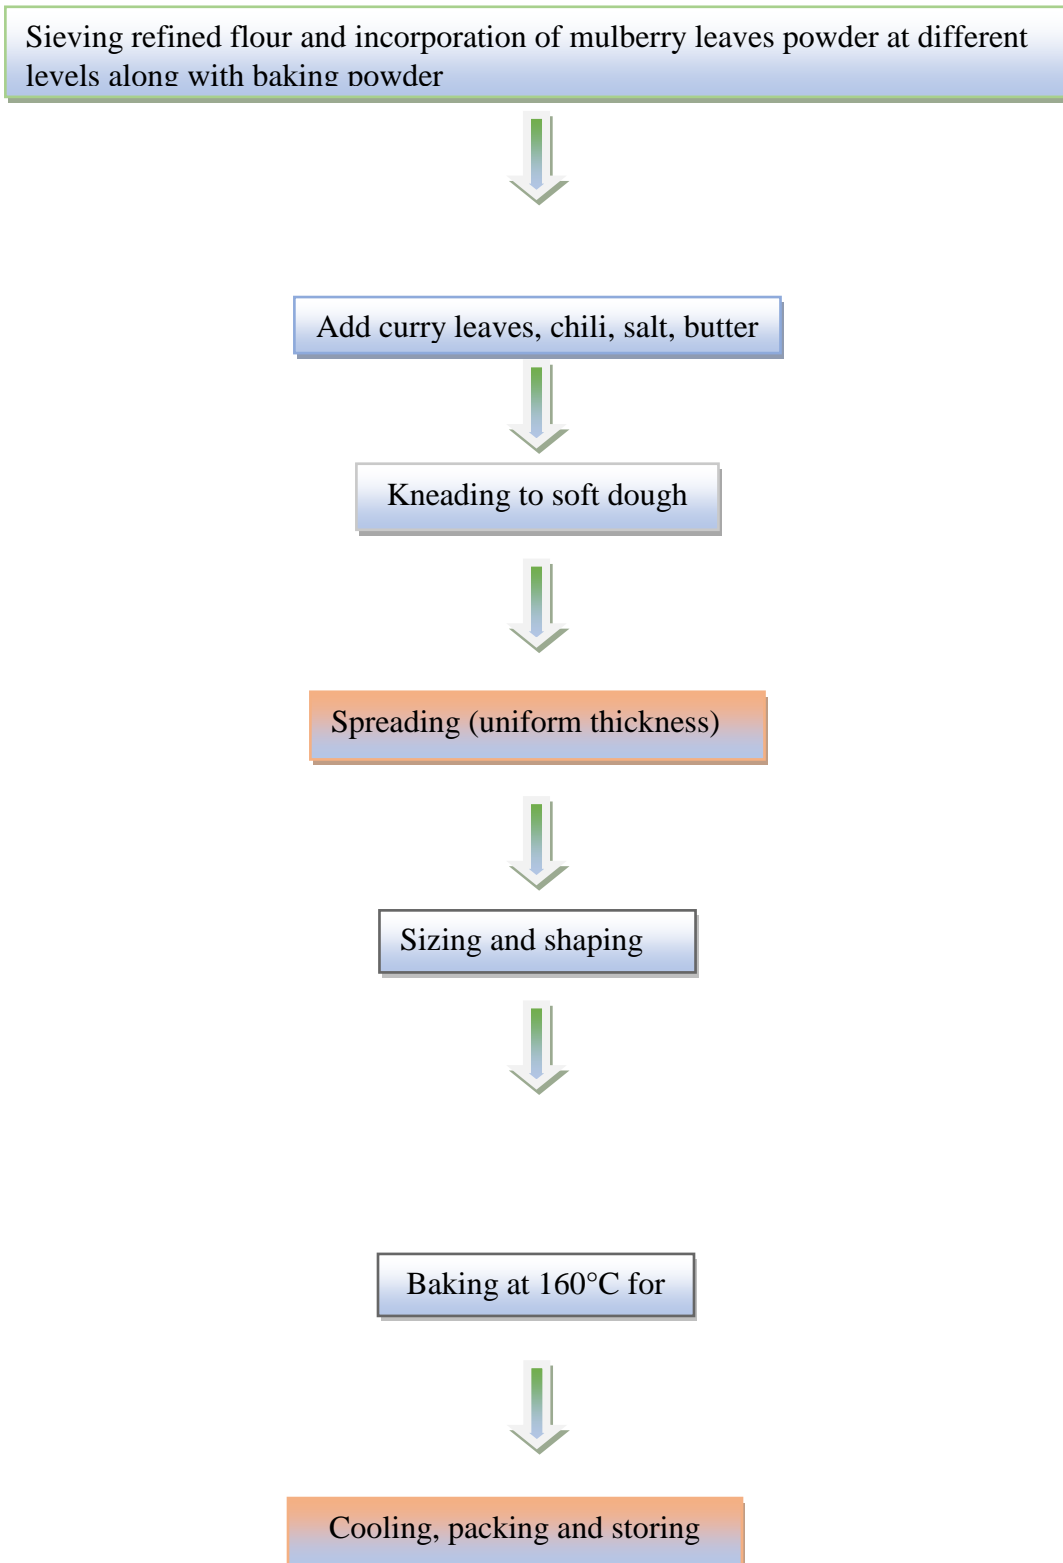 Sieving refined flour and incorporation of mulberry leaves powder at different
levels along with baking powder
Add curry leaves, chili, salt, butter
Kneading to soft dough
Spreading (uniform thickness)
Sizing and shaping
Baking at 160°C for
Cooling, packing and storing